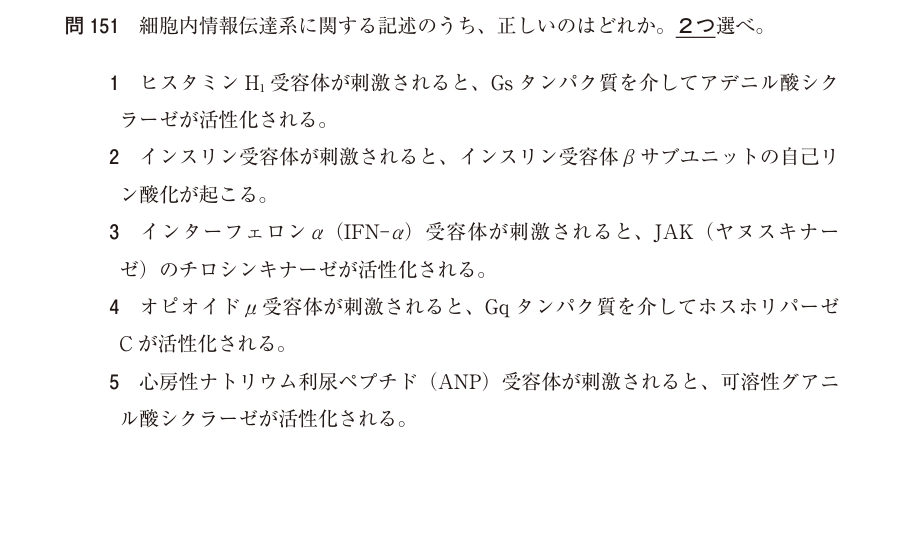 問 151 細胞内情報伝達系に関する記述のうち、正しいのはどれか。2つ選べ。
1 ヒスタミン H₁ 受容体が刺激されると、Gs タンパク質を介してアデニル酸シク
ラーゼが活性化される。
2 インスリン受容体が刺激されると、インスリン受容体 β サブユニットの自己リ
ン酸化が起こる。
3 インターフェロン α（IFN-α）受容体が刺激されると、JAK（ヤヌスキナー
ゼ）のチロシンキナーゼが活性化される。
4 オピオイド μ 受容体が刺激されると、Gq タンパク質を介してホスホリパーゼ
C が活性化される。
5 心房性ナトリウム利尿ペプチド（ANP）受容体が刺激されると、可溶性グアニ
ル酸シクラーゼが活性化される。